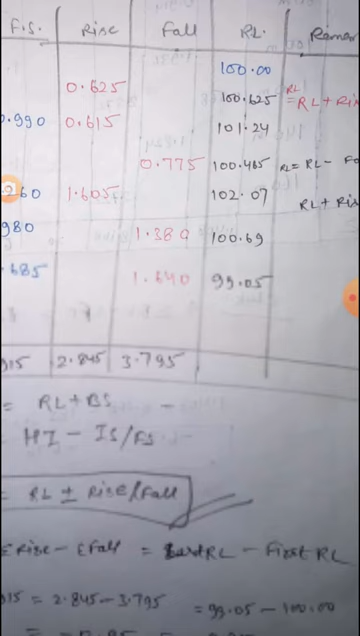 F.S. Rise Fall RL. Remar
100.00
0.625 100.625 RL = RL + Ris
0.990 0.615 101.24
0.775 100.465 RL = RL - Fa
.260 1.605 102.07 RL + Ris
980 1.380 100.69
.685 1.640 99.05
915 2.845 3.795
= RL + BS
= HI - IS/FS
= RL ± Rise/Fall
ΣRise - ΣFall = Last RL - First RL
915 = 2.845 - 3.795 = 99.05 - 100.00